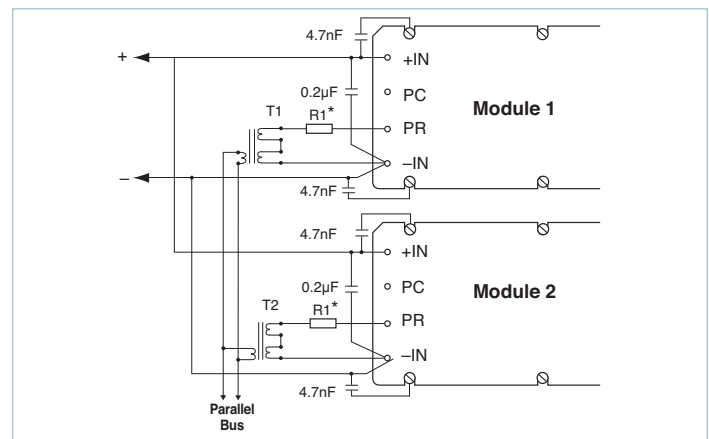 4.7nF
+
+IN
0.2µF
PC
Module 1
T1
R1*
PR
–IN
–
4.7nF
4.7nF
+IN
0.2µF
PC
Module 2
T2
R1*
PR
–IN
4.7nF
Parallel
Bus